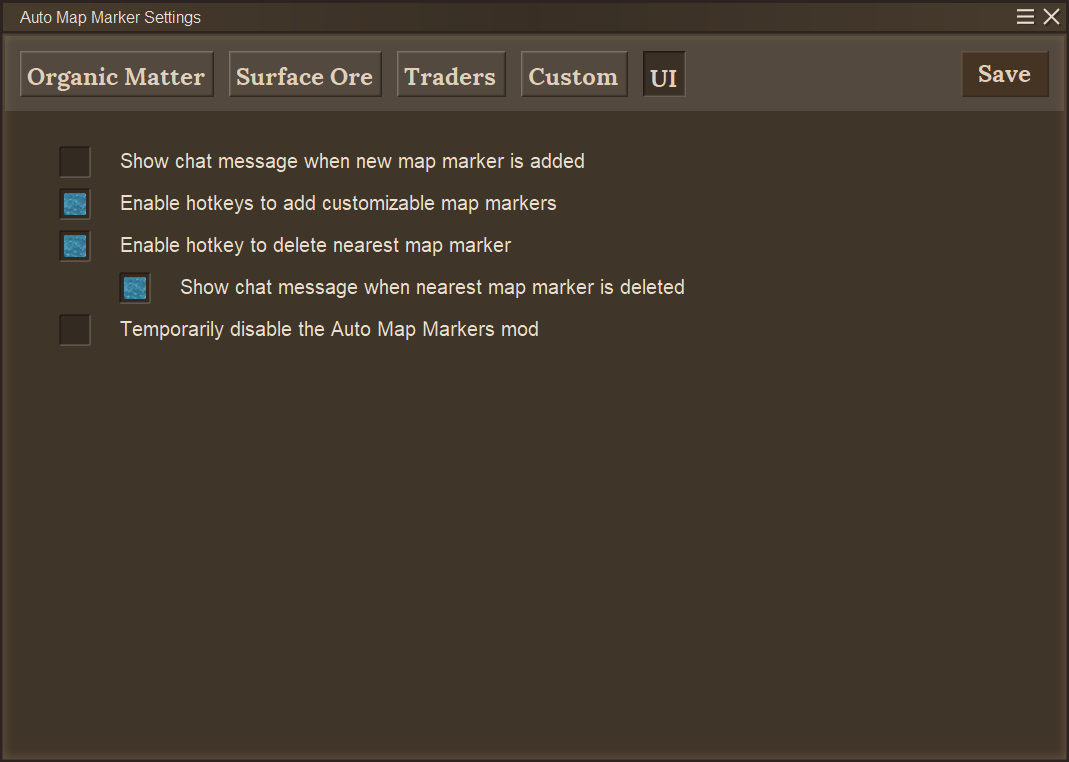 Auto Map Marker Settings
Organic Matter Surface Ore Traders Custom UI Save
Show chat message when new map marker is added
Enable hotkeys to add customizable map markers
Enable hotkey to delete nearest map marker
Show chat message when nearest map marker is deleted
Temporarily disable the Auto Map Markers mod